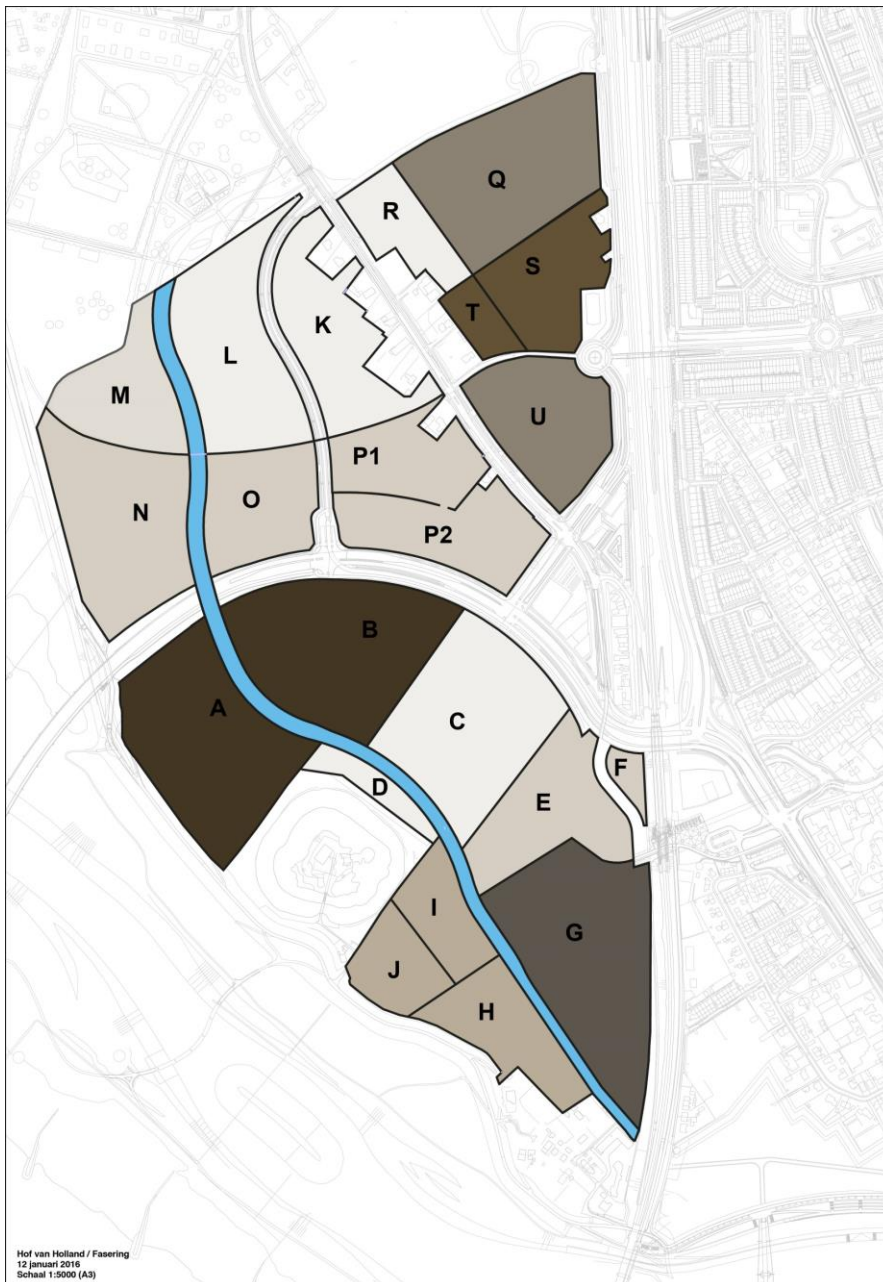 Q
R
S
K
T
L
M
U
P1
N
O
P2
B
A
C
F
D
E
I
G
J
H
Hof van Holland / Fasering
12 januari 2016
Schaal 1:5000 (A3)